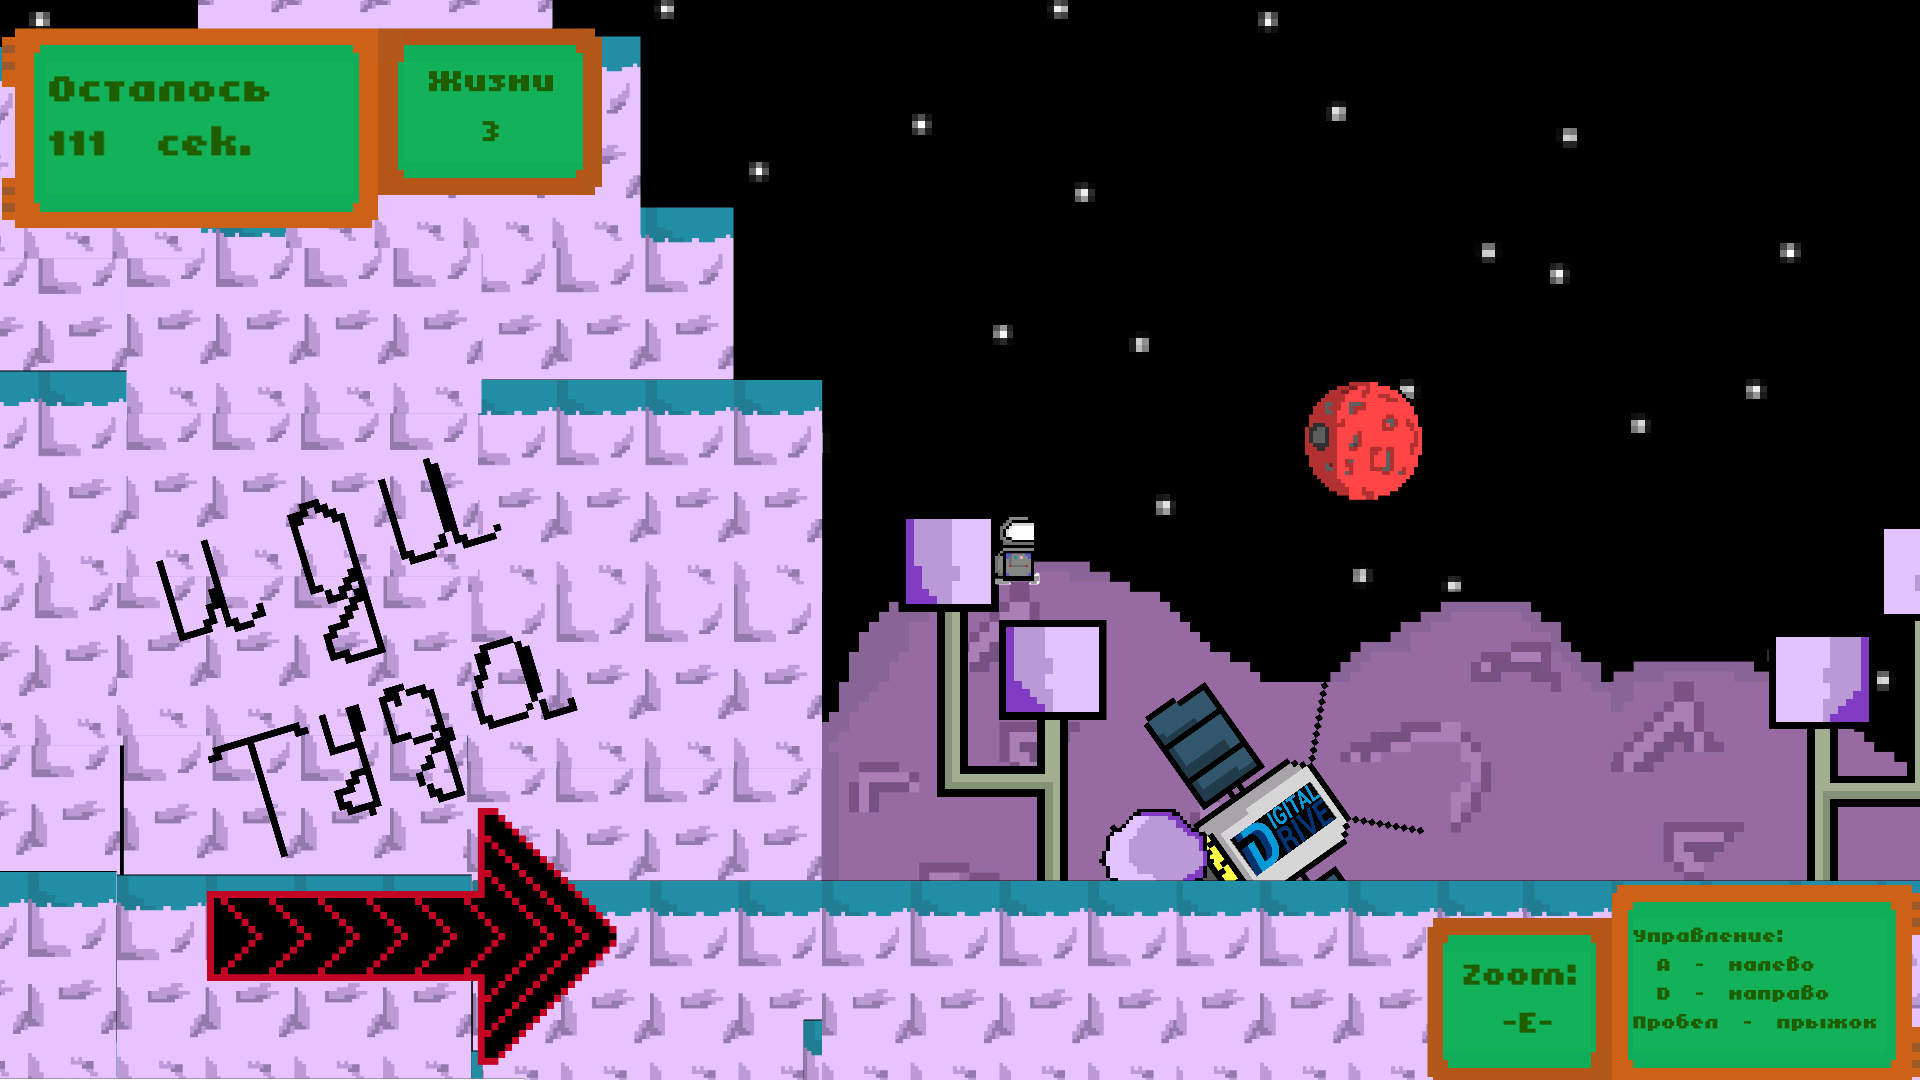 Осталось
111 сек.
Жизни
3
иди
туда
DIGITAL
DRIVE
Zoom:
-E-
Управление:
A - налево
D - направо
Пробел - прыжок